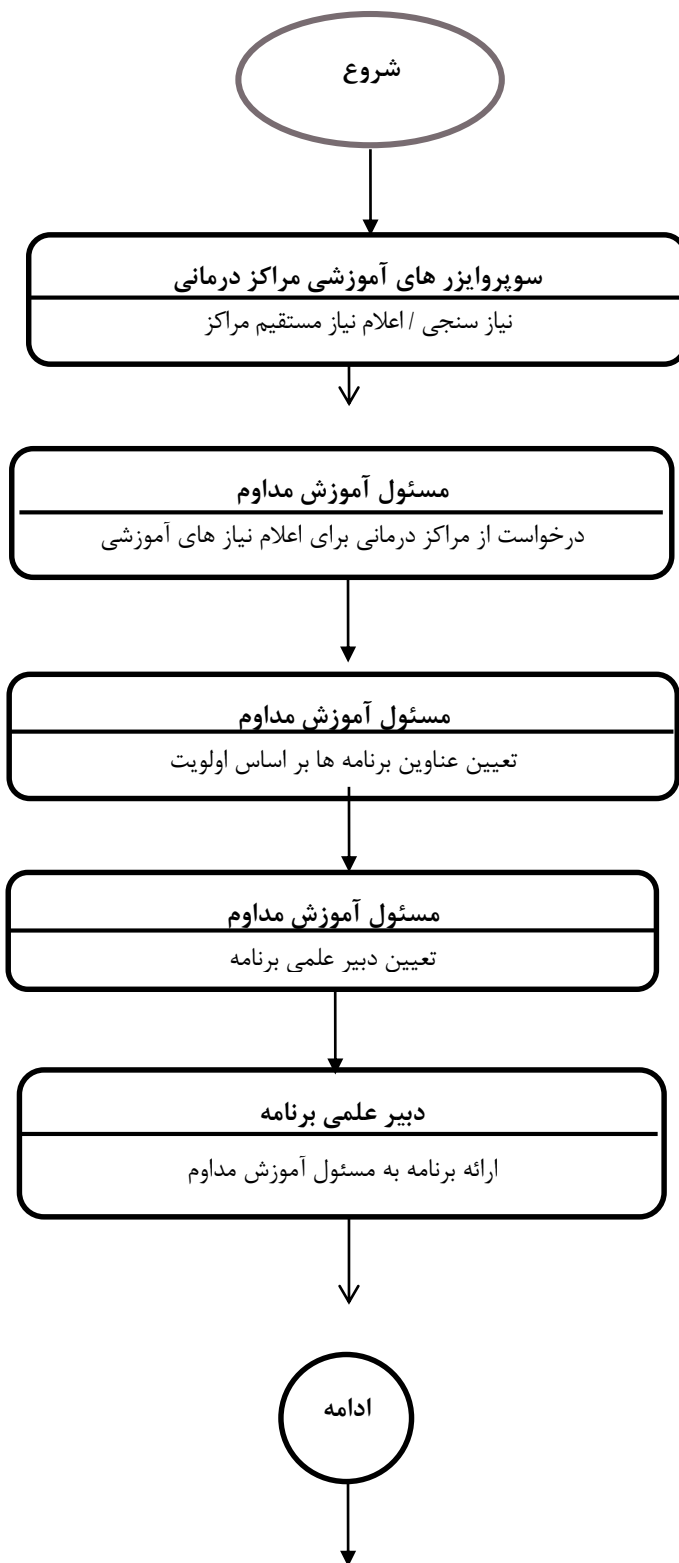 شروع
سوپروایزر های آموزشی مراکز درمانی
نیاز سنجی / اعلام نیاز مستقیم مراکز
مسئول آموزش مداوم
درخواست از مراکز درمانی برای اعلام نیاز های آموزشی
مسئول آموزش مداوم
تعیین عناوین برنامه ها بر اساس اولویت
مسئول آموزش مداوم
تعیین دبیر علمی برنامه
دبیر علمی برنامه
ارائه برنامه به مسئول آموزش مداوم
ادامه